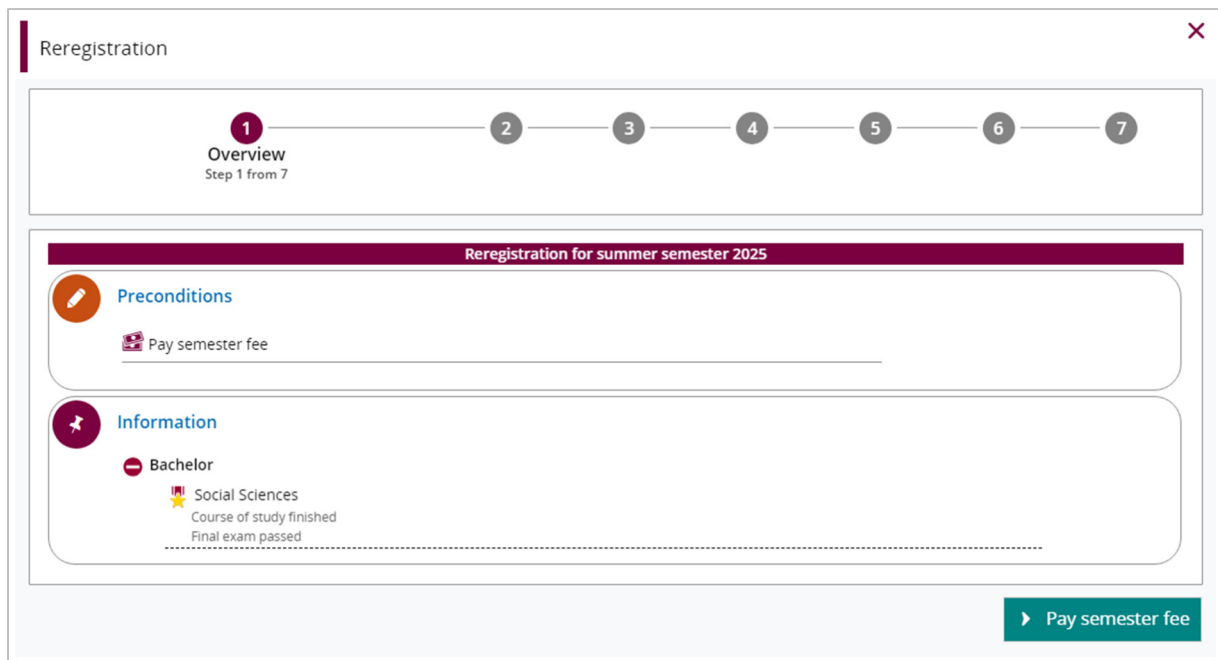 Reregistration
1 2 3 4 5 6 7
Overview
Step 1 from 7
Reregistration for summer semester 2025
Preconditions
Pay semester fee
Information
Bachelor
Social Sciences
Course of study finished
Final exam passed
Pay semester fee